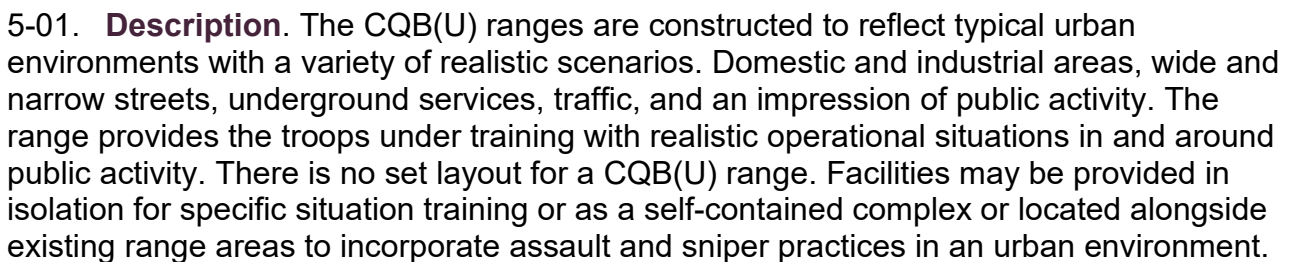 5-01. Description. The CQB(U) ranges are constructed to reflect typical urban
environments with a variety of realistic scenarios. Domestic and industrial areas, wide and
narrow streets, underground services, traffic, and an impression of public activity. The
range provides the troops under training with realistic operational situations in and around
public activity. There is no set layout for a CQB(U) range. Facilities may be provided in
isolation for specific situation training or as a self-contained complex or located alongside
existing range areas to incorporate assault and sniper practices in an urban environment.